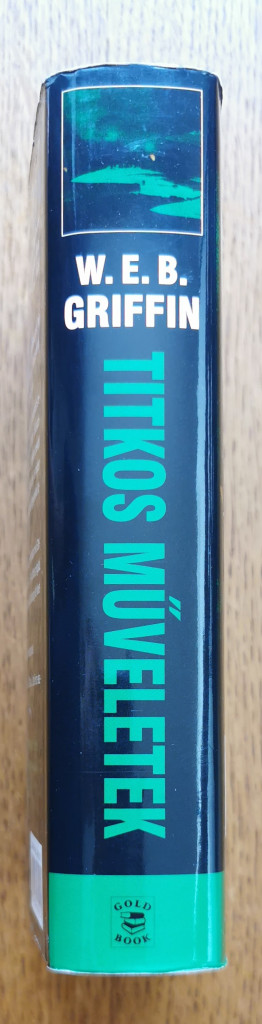 W. E. B.
GRIFFIN
TITKOS MŰVELETEK
GOLD
BOOK